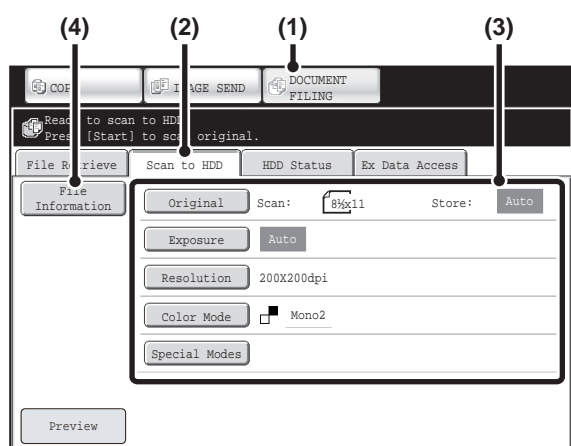 (4) (2) (1) (3)
COPY IMAGE SEND DOCUMENT
FILING
Ready to scan to HDD.
Press [Start] to scan original.
File Retrieve Scan to HDD HDD Status Ex Data Access
File
Information
Original Scan: 8½x11 Store: Auto
Exposure Auto
Resolution 200X200dpi
Color Mode Mono2
Special Modes
Preview